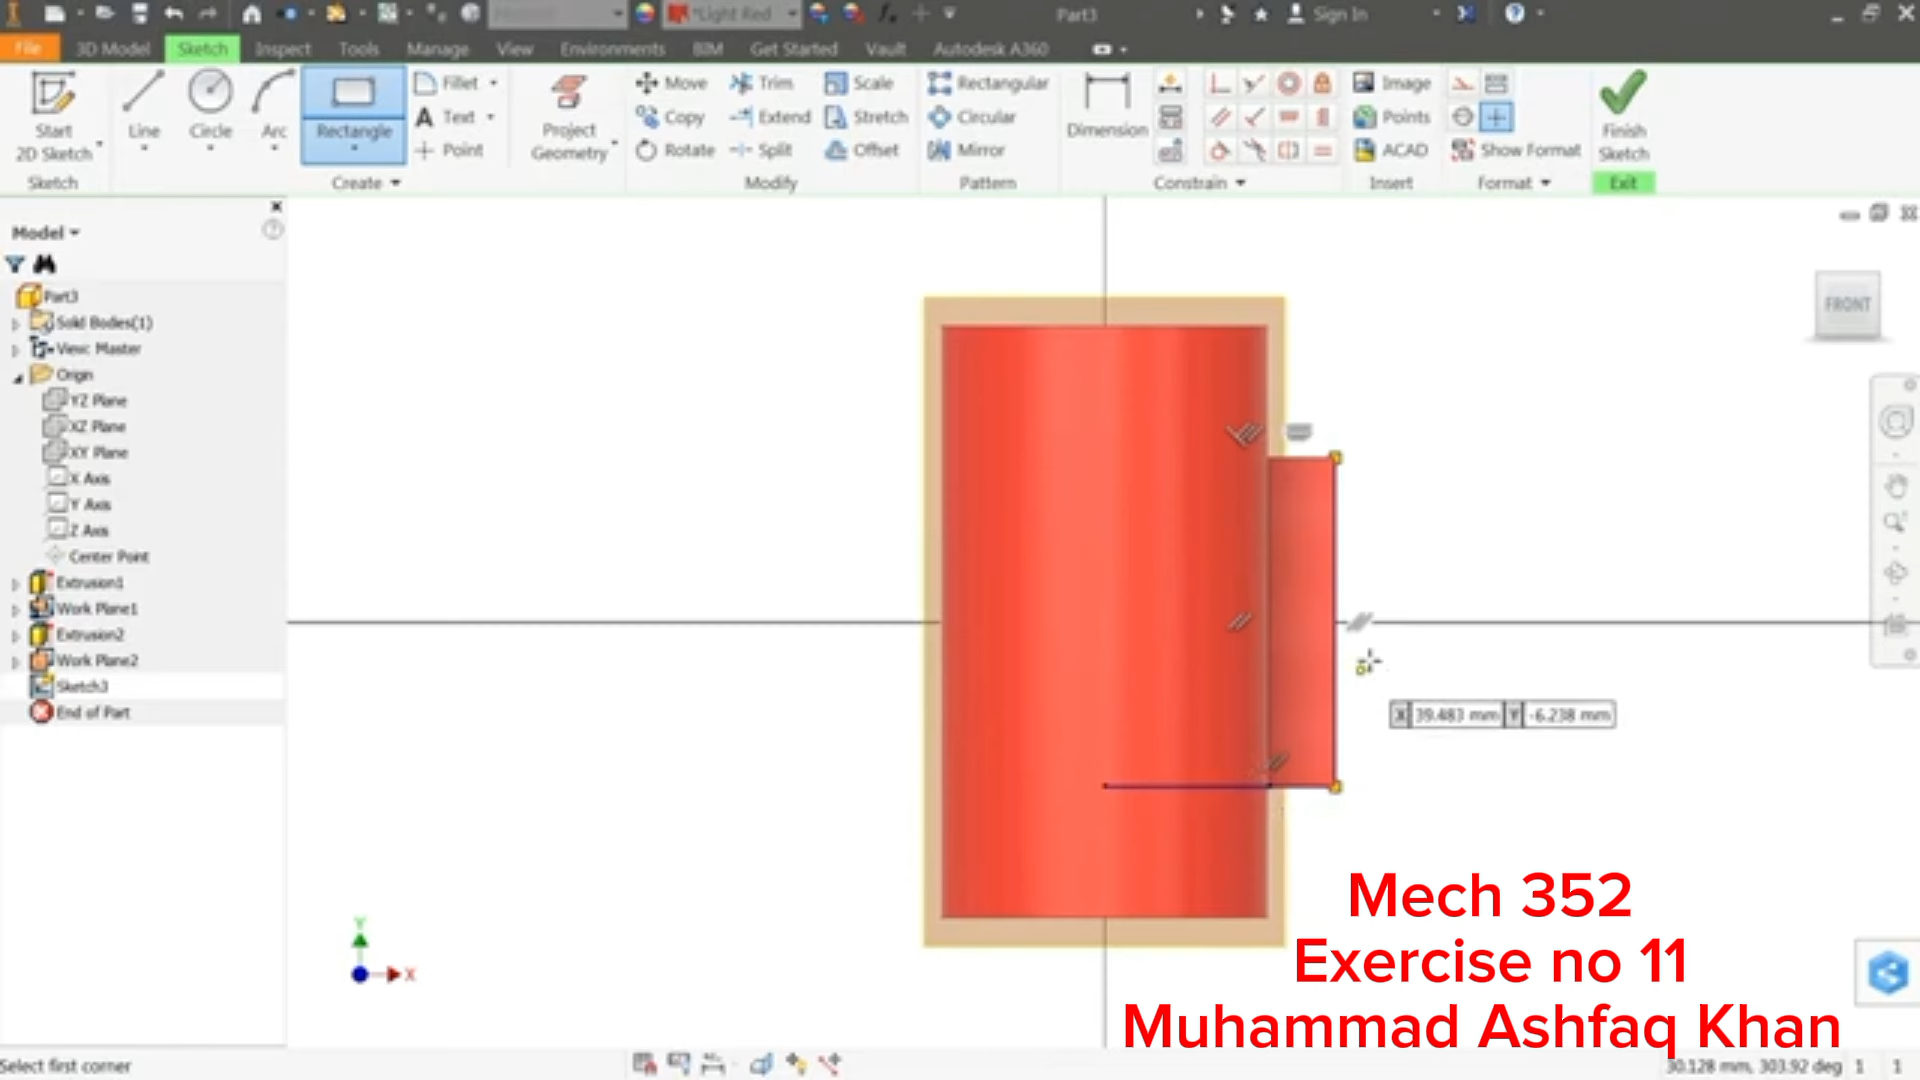 *Light Red
Part3
Sign In
File 3D Model Sketch Inspect Tools Manage View Environments BIM Get Started Vault Autodesk A360
Start
2D Sketch
Line
Circle
Arc
Rectangle
Fillet
Text
Point
Project
Geometry
Move
Copy
Rotate
Trim
Extend
Split
Scale
Stretch
Offset
Rectangular
Circular
Mirror
Dimension
Image
Points
ACAD
Show Format
Finish
Sketch
Sketch Create Modify Pattern Constrain Insert Format Exit
Model
Part3
Solid Bodies(1)
View: Master
Origin
YZ Plane
XZ Plane
XY Plane
X Axis
Y Axis
Z Axis
Center Point
Extrusion1
Work Plane1
Extrusion2
Work Plane2
Sketch3
End of Part
FRONT
X 39.483 mm Y -6.238 mm
Y
X
Mech 352
Exercise no 11
Muhammad Ashfaq Khan
Select first corner
30.128 mm, 303.92 deg 1 1